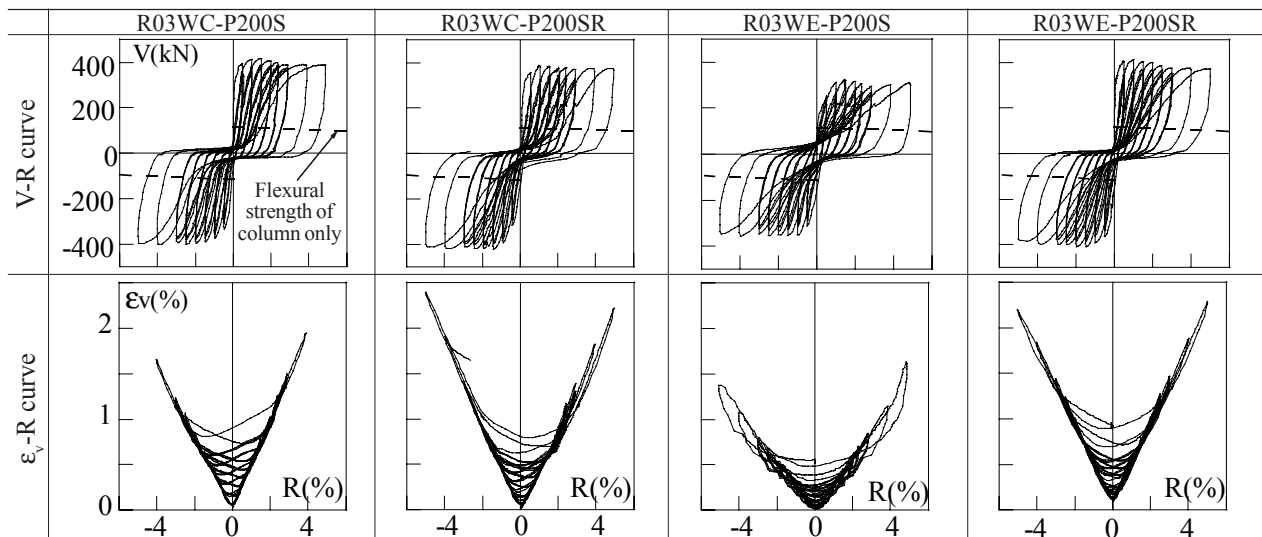 R03WC-P200S R03WC-P200SR R03WE-P200S R03WE-P200SR
V-R curve
V(kN)
400
200
0
-200
-400
Flexural
strength of
column only
εv-R curve
εv(%)
2
1
0
R(%) R(%) R(%) R(%)
-4 0 4 -4 0 4 -4 0 4 -4 0 4